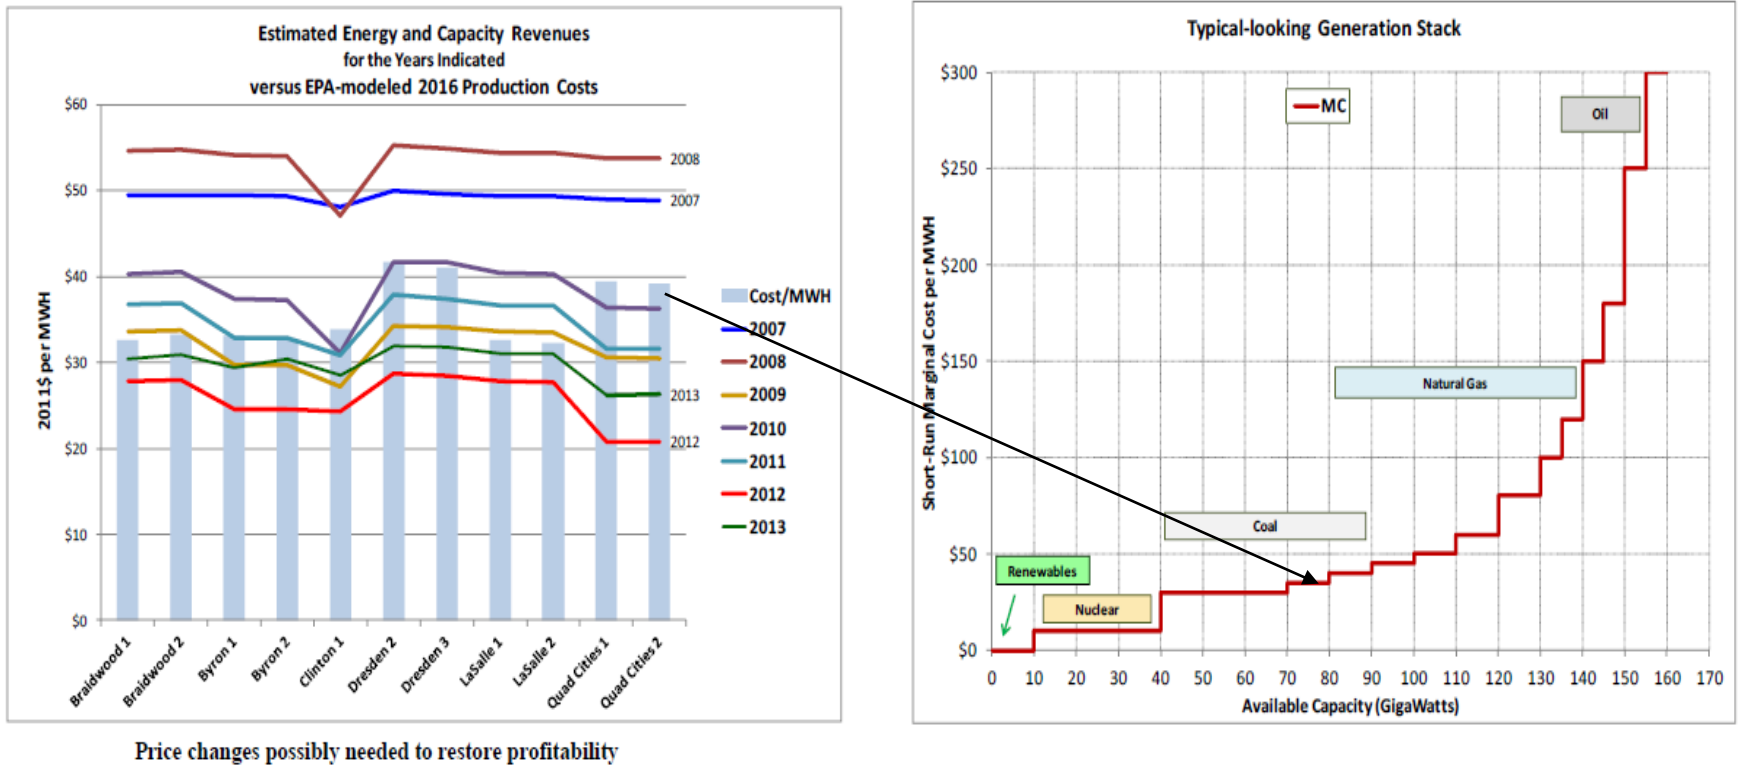 Estimated Energy and Capacity Revenues
for the Years Indicated
versus EPA-modeled 2016 Production Costs
$60
$50
$40
$30
$20
$10
$0
2011$ per MWH
2008
2007
2013
2012
Braidwood 1
Braidwood 2
Byron 1
Byron 2
Clinton 1
Dresden 2
Dresden 3
LaSalle 1
LaSalle 2
Quad Cities 1
Quad Cities 2
Cost/MWH
2007
2008
2009
2010
2011
2012
2013
Price changes possibly needed to restore profitability
Typical-looking Generation Stack
$300
$250
$200
$150
$100
$50
$0
Short-Run Marginal Cost per MWH
MC
Oil
Natural Gas
Coal
Renewables
Nuclear
0 10 20 30 40 50 60 70 80 90 100 110 120 130 140 150 160 170
Available Capacity (GigaWatts)